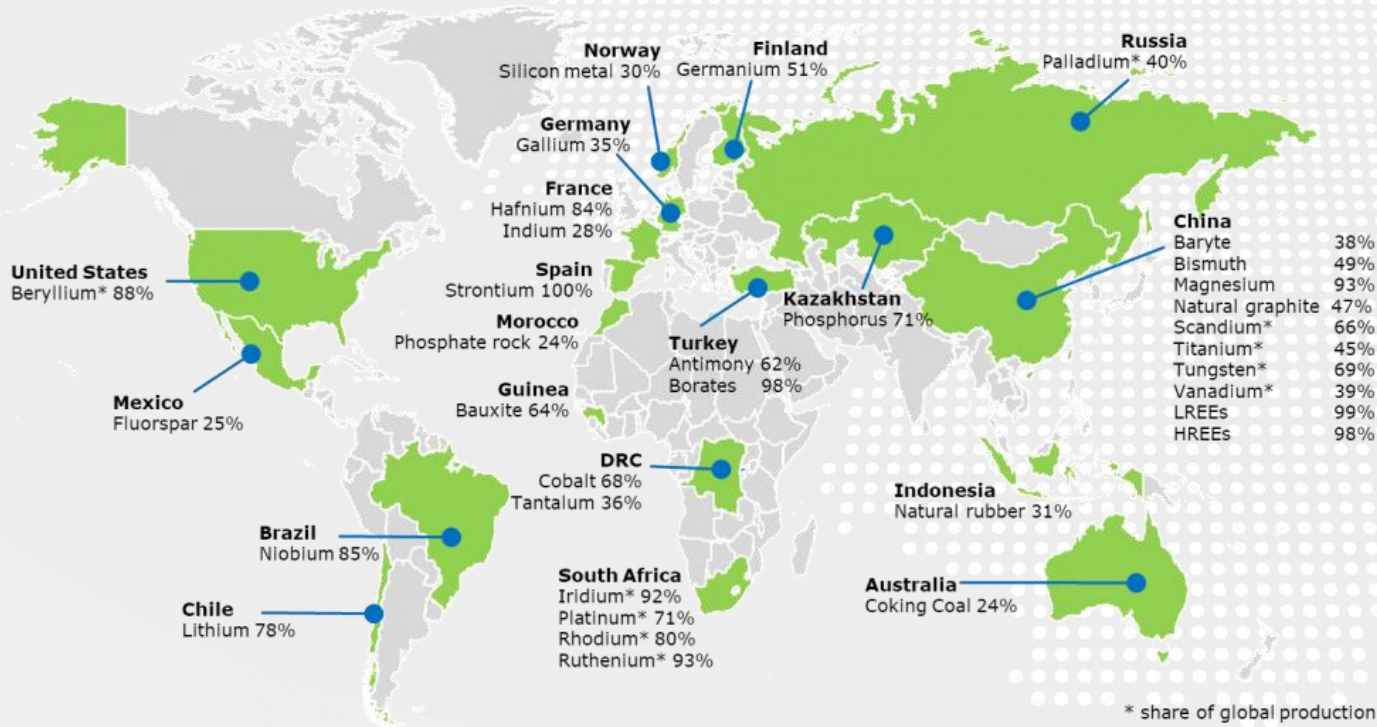 Norway
Silicon metal 30%
Finland
Germanium 51%
Russia
Palladium* 40%
Germany
Gallium 35%
France
Hafnium 84%
Indium 28%
China
Baryte 38%
Bismuth 49%
Magnesium 93%
Natural graphite 47%
Scandium* 66%
Titanium* 45%
Tungsten* 69%
Vanadium* 39%
LREEs 99%
HREEs 98%
United States
Beryllium* 88%
Spain
Strontium 100%
Kazakhstan
Phosphorus 71%
Morocco
Phosphate rock 24%
Turkey
Antimony 62%
Borates 98%
Mexico
Fluorspar 25%
Guinea
Bauxite 64%
DRC
Cobalt 68%
Tantalum 36%
Indonesia
Natural rubber 31%
Brazil
Niobium 85%
South Africa
Iridium* 92%
Platinum* 71%
Rhodium* 80%
Ruthenium* 93%
Australia
Coking Coal 24%
Chile
Lithium 78%
* share of global production